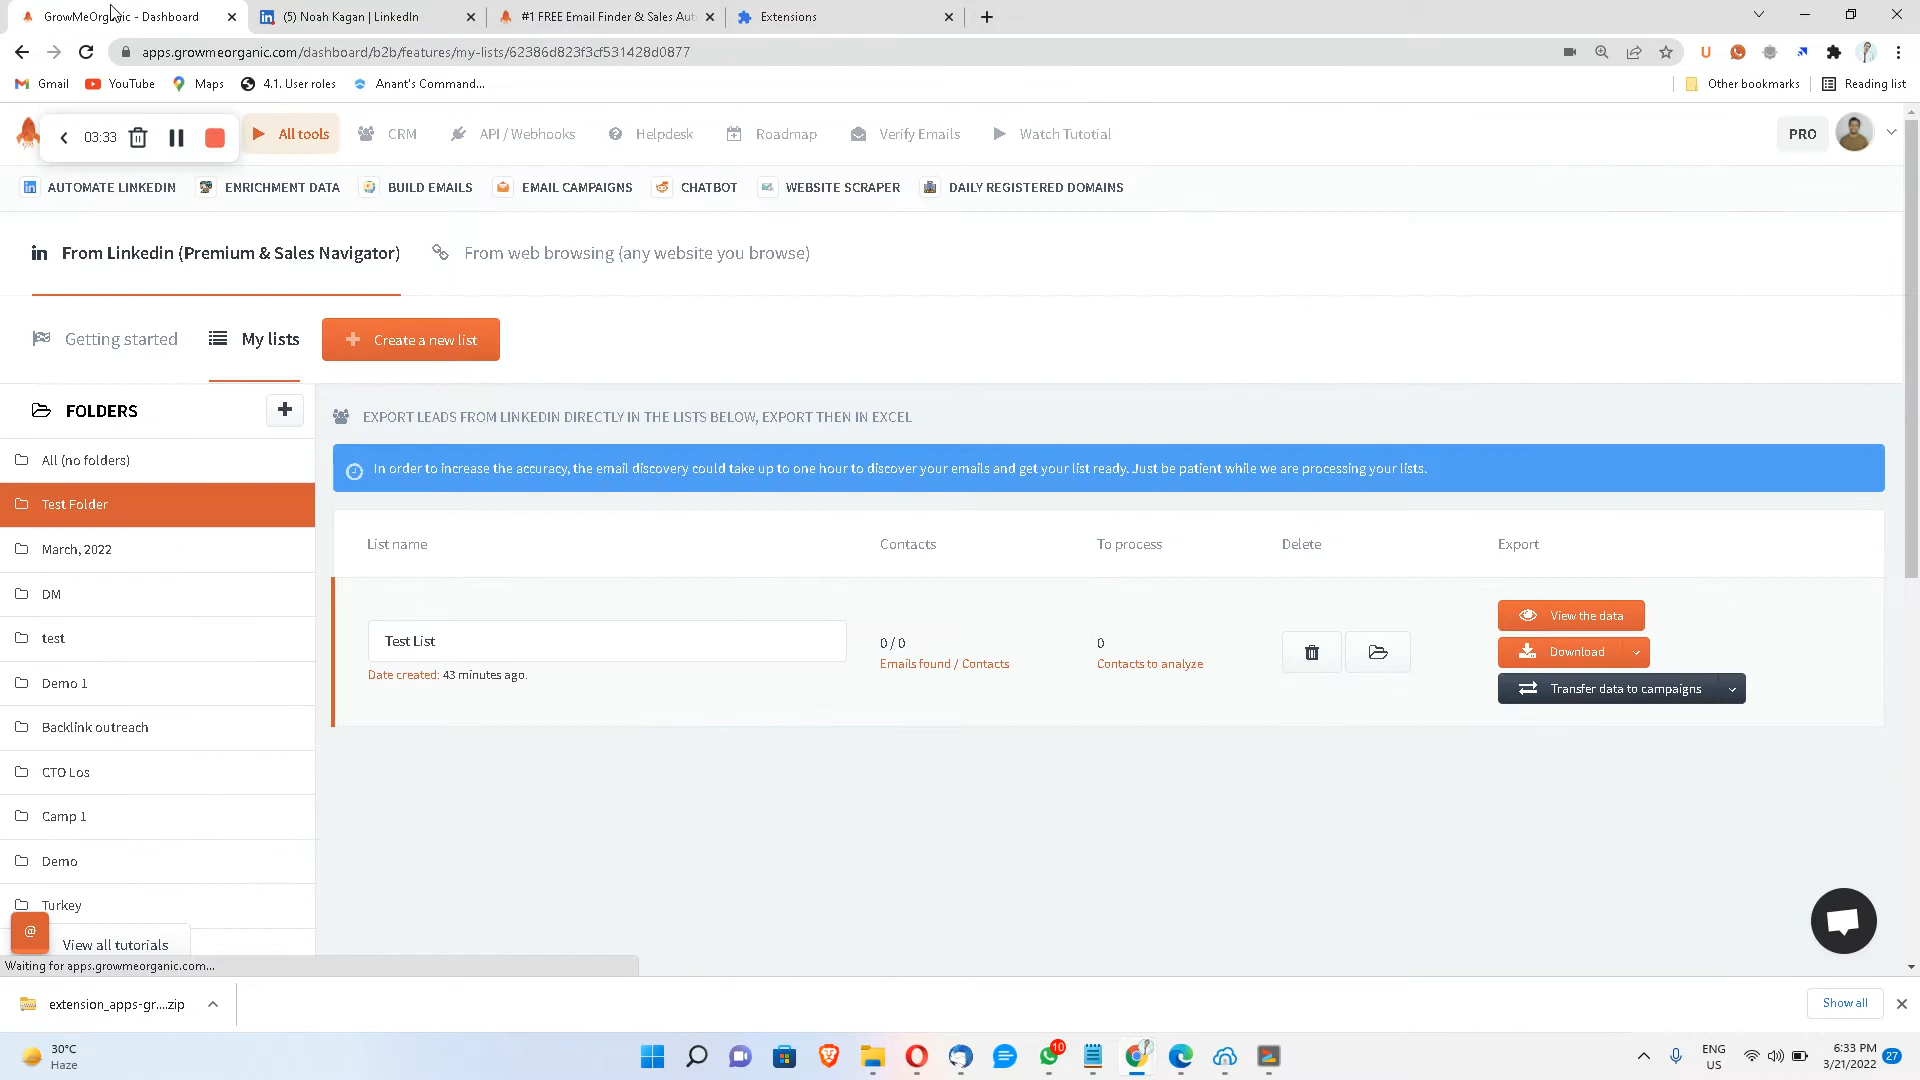 GrowMeOrganic - Dashboard
(5) Noah Kagan | LinkedIn
#1 FREE Email Finder & Sales Aut
Extensions
apps.growmeorganic.com/dashboard/b2b/features/my-lists/62386d823f3cf531428d0877
Gmail
YouTube
Maps
4.1. User roles
Anant's Command...
Other bookmarks
Reading list
03:33
All tools
CRM
API / Webhooks
Helpdesk
Roadmap
Verify Emails
Watch Tutotial
PRO
AUTOMATE LINKEDIN
ENRICHMENT DATA
BUILD EMAILS
EMAIL CAMPAIGNS
CHATBOT
WEBSITE SCRAPER
DAILY REGISTERED DOMAINS
From Linkedin (Premium & Sales Navigator)
From web browsing (any website you browse)
Getting started
My lists
Create a new list
FOLDERS
All (no folders)
Test Folder
March, 2022
DM
test
Demo 1
Backlink outreach
CTO Los
Camp 1
Demo
Turkey
@
View all tutorials
EXPORT LEADS FROM LINKEDIN DIRECTLY IN THE LISTS BELOW, EXPORT THEN IN EXCEL
In order to increase the accuracy, the email discovery could take up to one hour to discover your emails and get your list ready. Just be patient while we are processing your lists.
List name
Contacts
To process
Delete
Export
Test List
Date created: 43 minutes ago.
0 / 0
Emails found / Contacts
0
Contacts to analyze
View the data
Download
Transfer data to campaigns
Waiting for apps.growmeorganic.com...
extension_apps-gr....zip
Show all
30°C
Haze
10
ENG
US
6:33 PM
3/21/2022
27